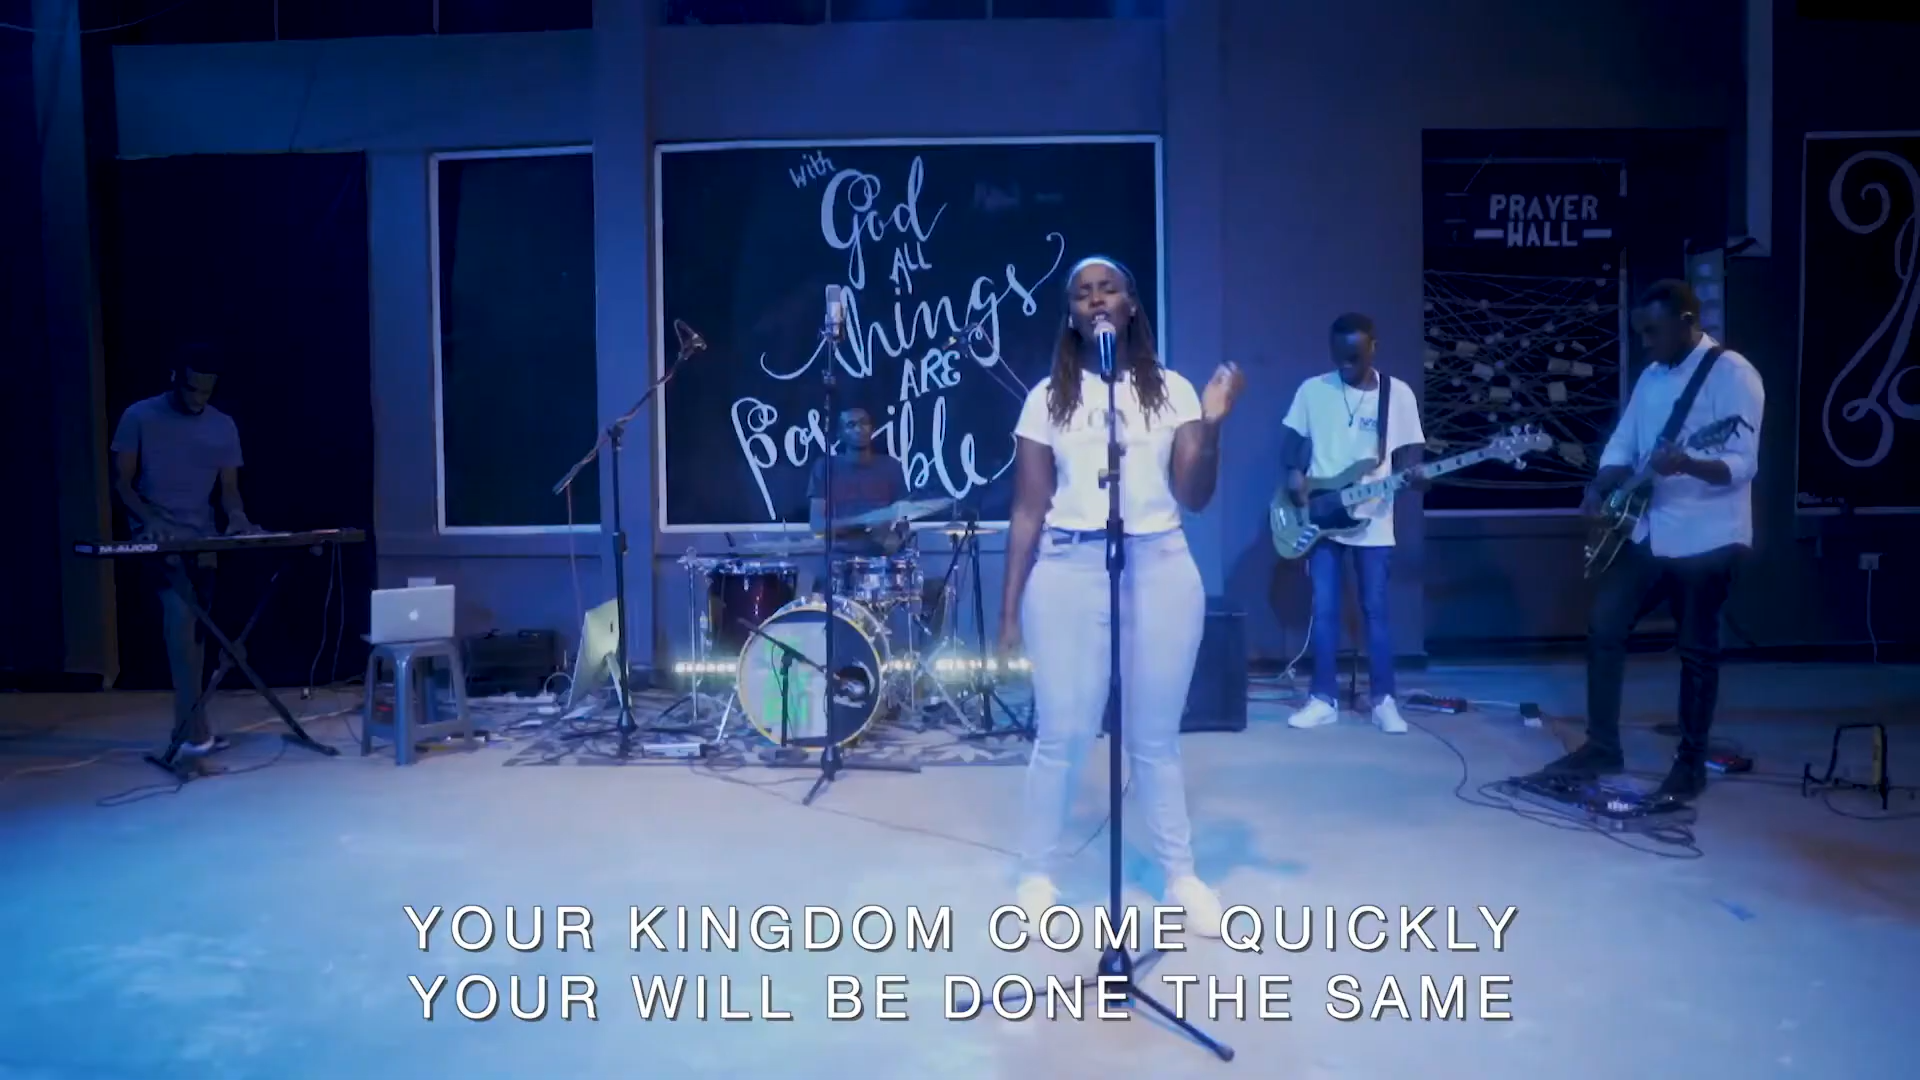 with
God
ALL
things
ARE
Possible
PRAYER
WALL
M-AUDIO
YOUR KINGDOM COME QUICKLY
YOUR WILL BE DONE THE SAME